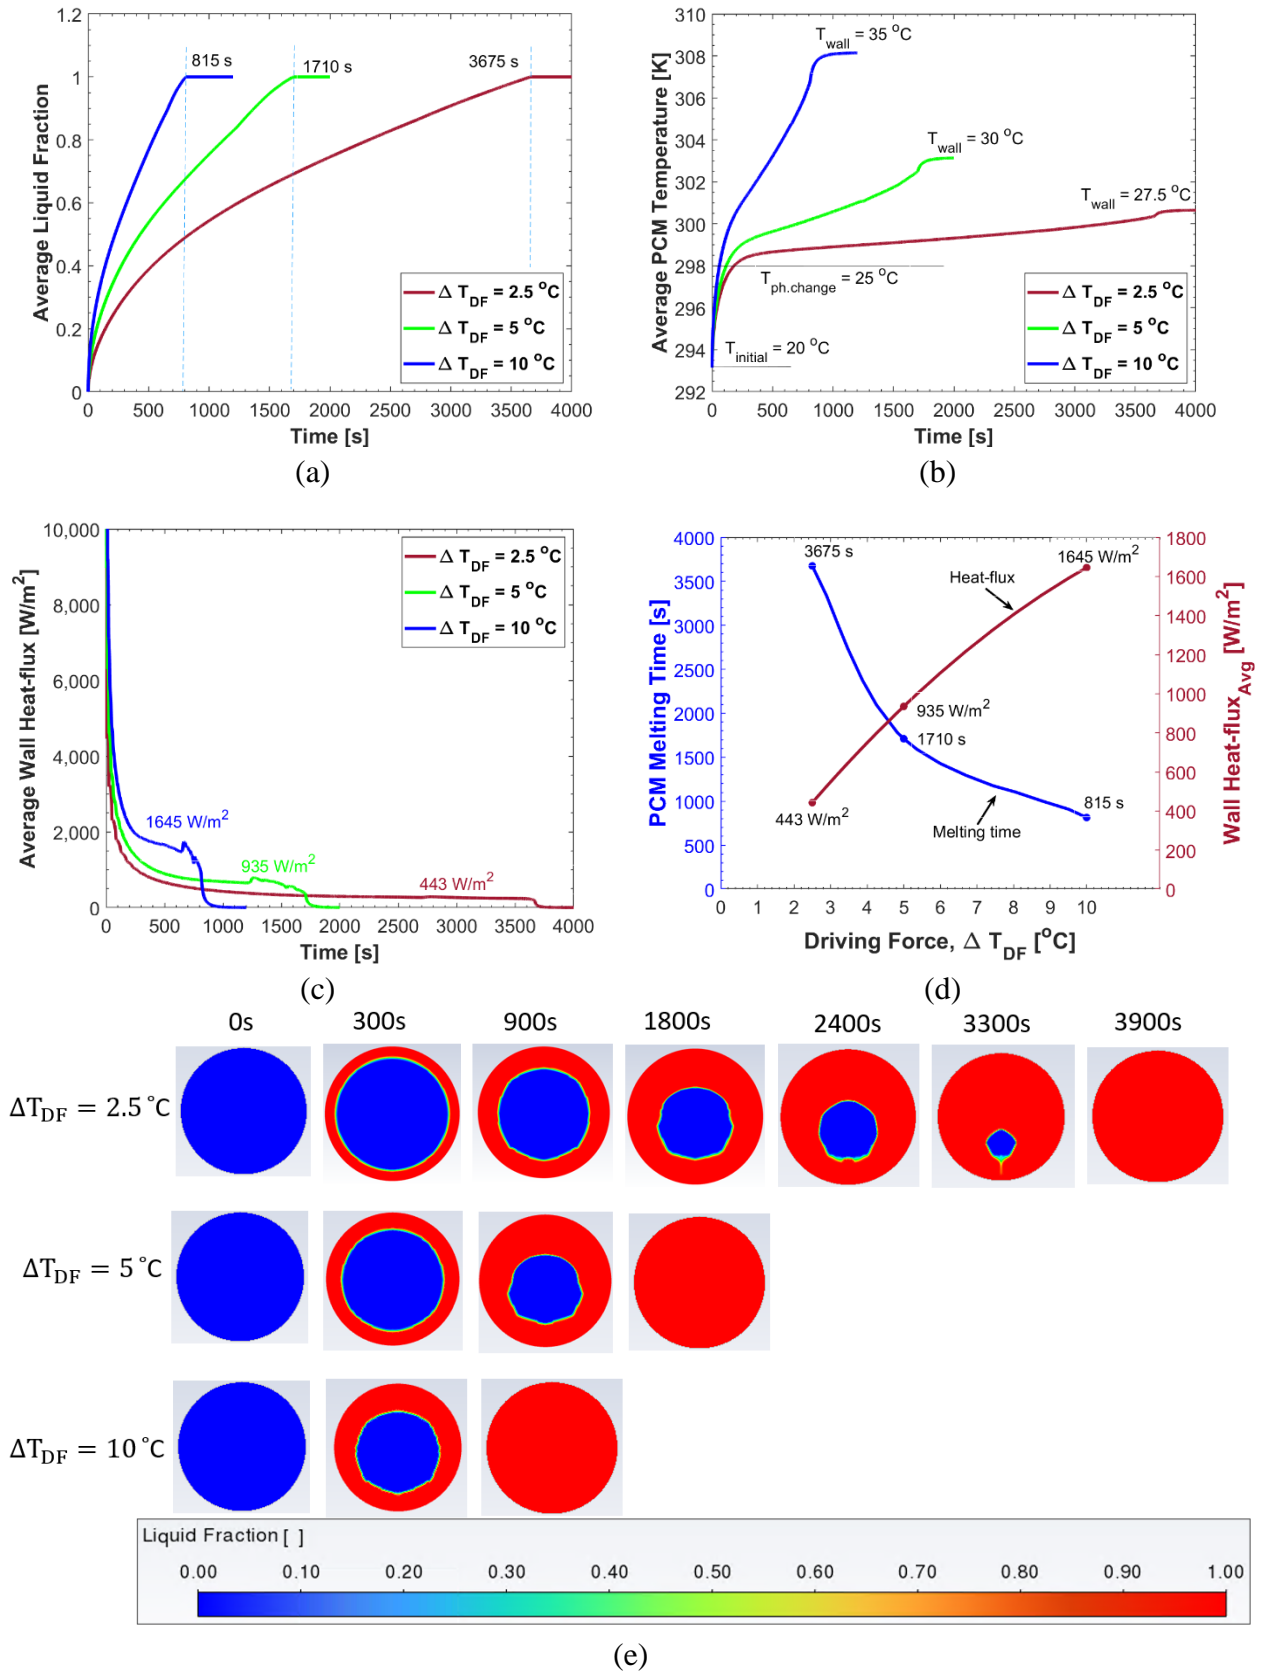 1.2
1
0.8
0.6
0.4
0.2
0
815 s
1710 s
3675 s
Average Liquid Fraction
Δ T_DF = 2.5 °C
Δ T_DF = 5 °C
Δ T_DF = 10 °C
0 500 1000 1500 2000 2500 3000 3500 4000
Time [s]
(a)
310
308
306
304
302
300
298
296
294
292
Average PCM Temperature [K]
T_wall = 35 °C
T_wall = 30 °C
T_wall = 27.5 °C
T_ph.change = 25 °C
T_initial = 20 °C
Δ T_DF = 2.5 °C
Δ T_DF = 5 °C
Δ T_DF = 10 °C
0 500 1000 1500 2000 2500 3000 3500 4000
Time [s]
(b)
10,000
8,000
6,000
4,000
2,000
0
Average Wall Heat-flux [W/m²]
Δ T_DF = 2.5 °C
Δ T_DF = 5 °C
Δ T_DF = 10 °C
1645 W/m²
935 W/m²
443 W/m²
0 500 1000 1500 2000 2500 3000 3500 4000
Time [s]
(c)
4000
3500
3000
2500
2000
1500
1000
500
0
PCM Melting Time [s]
3675 s
1645 W/m²
Heat-flux
935 W/m²
1710 s
443 W/m²
815 s
Melting time
1800
1600
1400
1200
1000
800
600
400
200
0
Wall Heat-flux_Avg [W/m²]
0 1 2 3 4 5 6 7 8 9 10
Driving Force, Δ T_DF [°C]
(d)
0s 300s 900s 1800s 2400s 3300s 3900s
ΔT_DF = 2.5 °C
ΔT_DF = 5 °C
ΔT_DF = 10 °C
Liquid Fraction [ ]
0.00 0.10 0.20 0.30 0.40 0.50 0.60 0.70 0.80 0.90 1.00
(e)